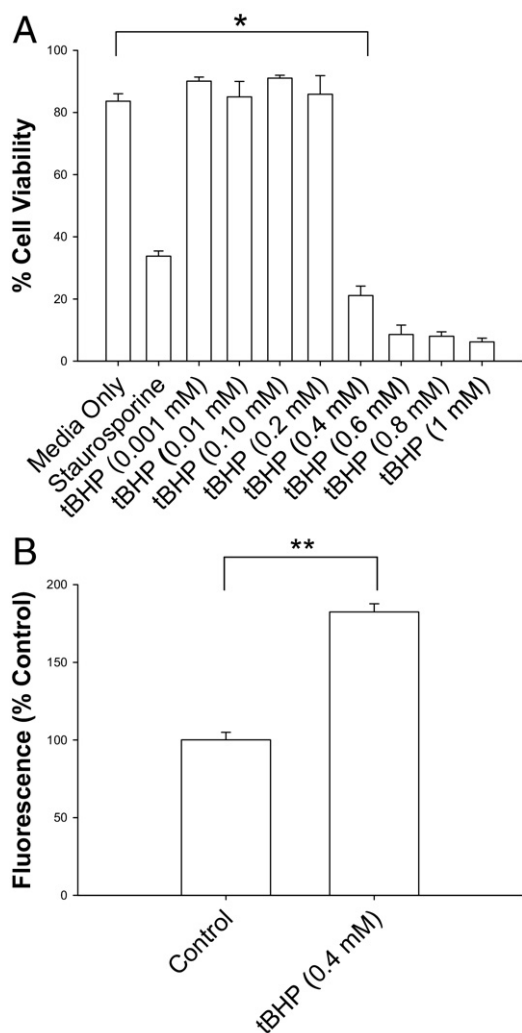 A
*
% Cell Viability
100
80
60
40
20
0
Media Only
Staurosporine
tBHP (0.001 mM)
tBHP (0.01 mM)
tBHP (0.10 mM)
tBHP (0.2 mM)
tBHP (0.4 mM)
tBHP (0.6 mM)
tBHP (0.8 mM)
tBHP (1 mM)
B
**
Fluorescence (% Control)
200
150
100
50
0
Control
tBHP (0.4 mM)